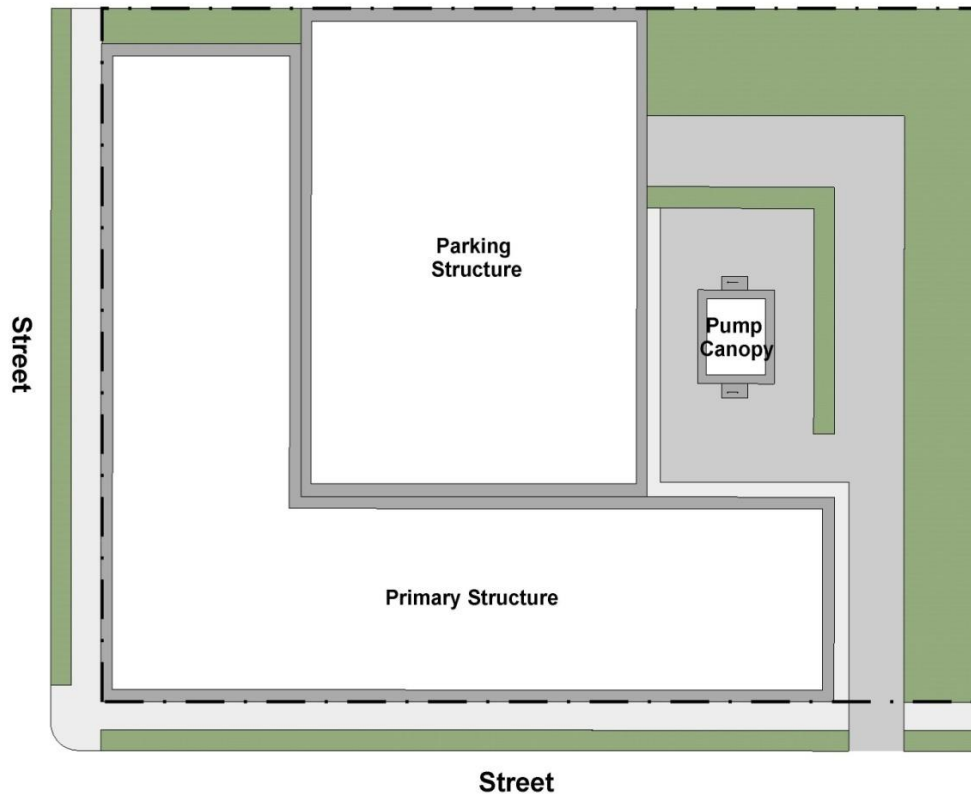 Parking
Structure
Pump
Canopy
Street
Primary Structure
Street